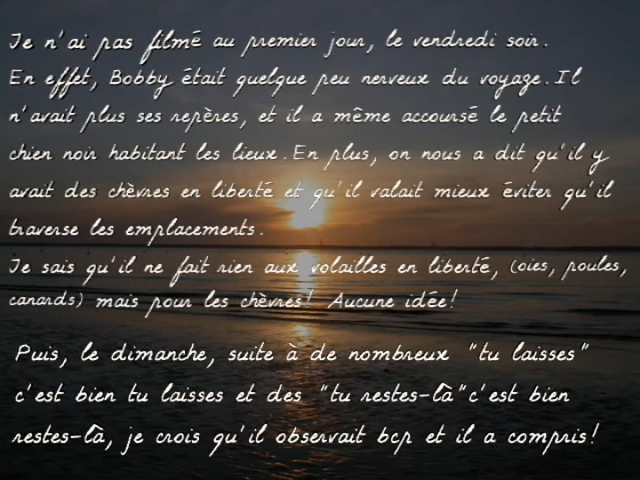 Je n'ai pas filmé au premier jour, le vendredi soir.
En effet, Bobby était quelque peu nerveux du voyage. Il
n'avait plus ses repères, et il a même accoursé le petit
chien noir habitant les lieux. En plus, on nous a dit qu'il y
avait des chèvres en liberté et qu'il valait mieux éviter qu'il
traverse les emplacements.
Je sais qu'il ne fait rien aux volailles en liberté, (oies, poules,
canards) mais pour les chèvres! Aucune idée!
Puis, le dimanche, suite à de nombreux "tu laisses"
c'est bien tu laisses et des "tu restes-là" c'est bien
restes-là, je crois qu'il observait bcp et il a compris!